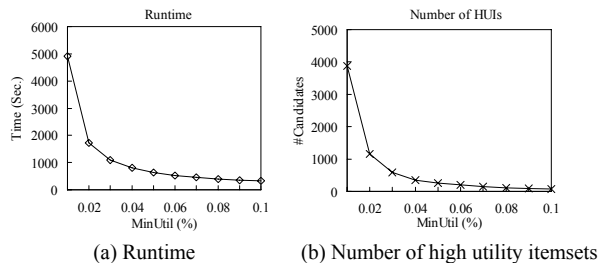 Runtime
6000
5000
4000
3000
2000
1000
0
Time (Sec.)
0.02 0.04 0.06 0.08 0.1
MinUtil (%)
(a) Runtime
Number of HUIs
5000
4000
3000
2000
1000
0
#Candidates
0.02 0.04 0.06 0.08 0.1
MinUtil (%)
(b) Number of high utility itemsets